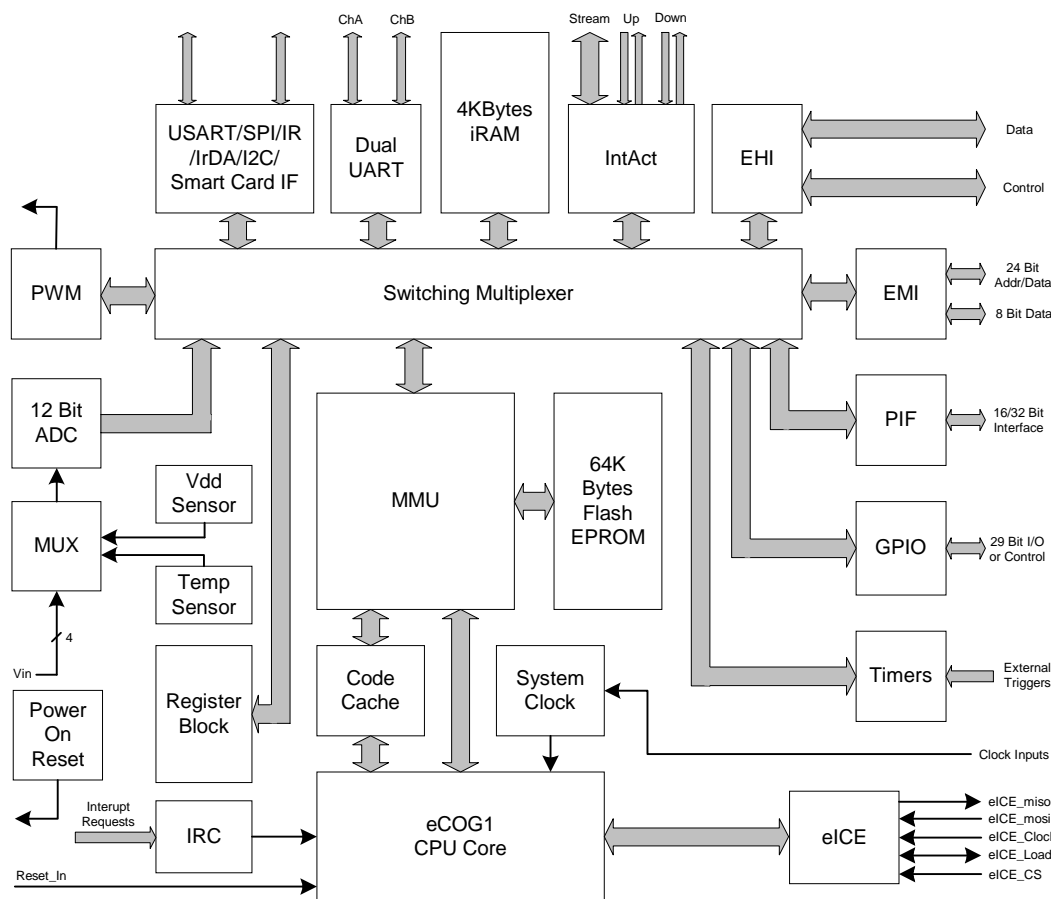 ChA
ChB
Stream
Up
Down
USART/SPI/IR
/IrDA/I2C/
Smart Card IF
Dual
UART
4KBytes
iRAM
IntAct
EHI
Data
Control
PWM
Switching Multiplexer
EMI
24 Bit
Addr/Data
8 Bit Data
12 Bit
ADC
Vdd
Sensor
MUX
Temp
Sensor
4
Vin
MMU
64K
Bytes
Flash
EPROM
PIF
16/32 Bit
Interface
GPIO
29 Bit I/O
or Control
Timers
External
Triggers
Register
Block
Code
Cache
System
Clock
Power
On
Reset
Clock Inputs
Interupt
Requests
IRC
eCOG1
CPU Core
eICE
eICE_miso
eICE_mosi
eICE_Clock
eICE_Load
eICE_CS
Reset_In